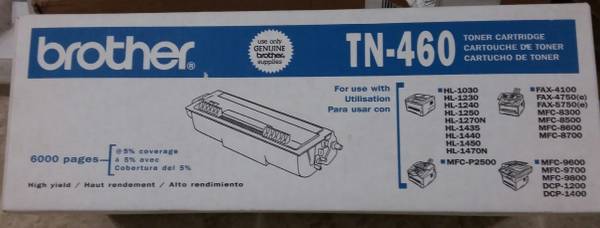 brother®
use only
GENUINE
brother®
supplies
TN-460
TONER CARTRIDGE
CARTOUCHE DE TONER
CARTUCHO DE TONER
For use with
Utilisation
Para usar con
HL-1030
HL-1230
HL-1240
HL-1250
HL-1270N
HL-1435
HL-1440
HL-1450
HL-1470N
FAX-4100
FAX-4750(e)
FAX-5750(e)
MFC-8300
MFC-8500
MFC-8600
MFC-8700
MFC-P2500
MFC-9600
MFC-9700
MFC-9800
DCP-1200
DCP-1400
6000 pages
@5% coverage
à 5% avec
Cobertura del 5%
High yield / Haut rendement / Alto rendimiento